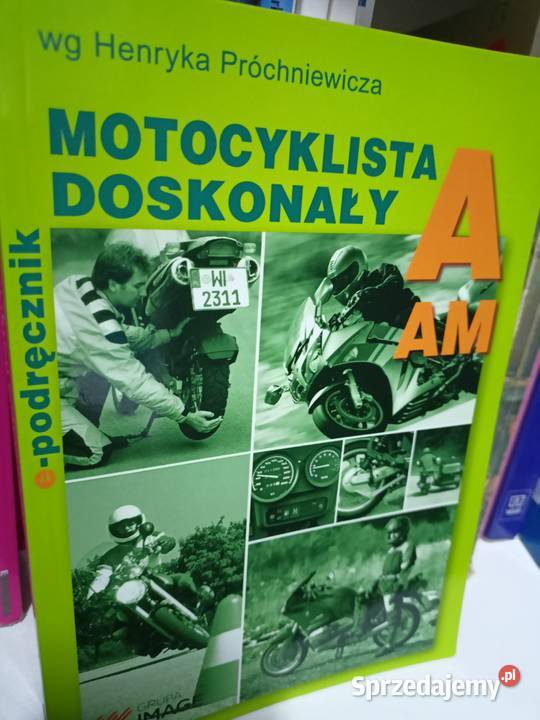 wg Henryka Próchniewicza
MOTOCYKLISTA
DOSKONAŁY
A
AM
e-podręcznik
WI
2311
GRUPA
IMAGE
Sprzedajemy.pl